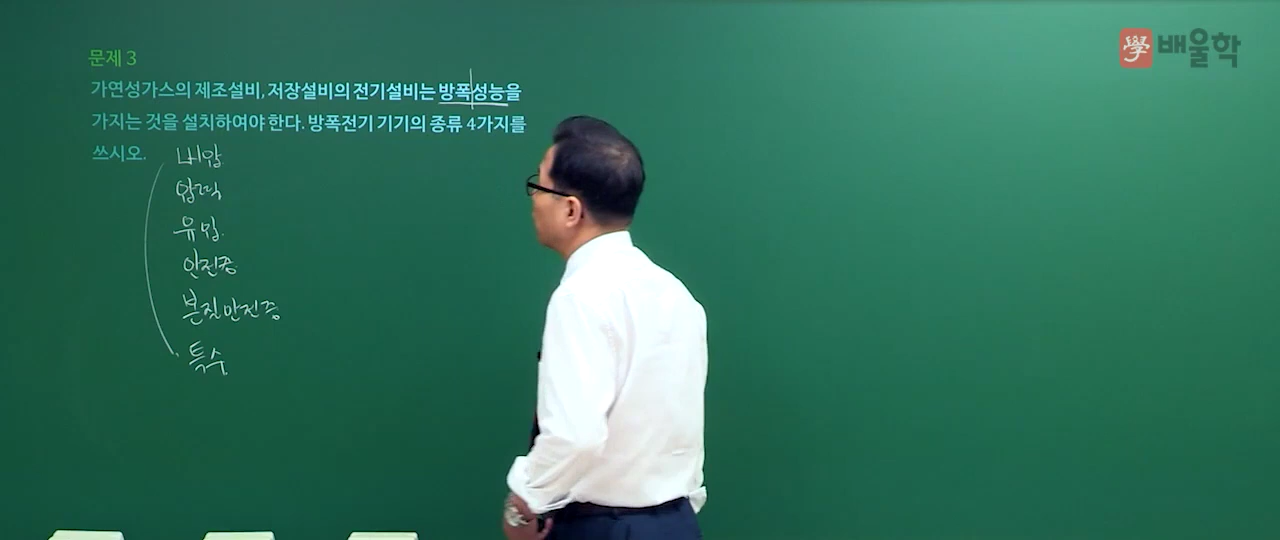 문제 3
가연성가스의 제조설비, 저장설비의 전기설비는 방폭성능을
가지는 것을 설치하여야 한다. 방폭전기 기기의 종류 4가지를
쓰시오.
내압
압력
유입
안전증
본질안전증
특수
學 배울학